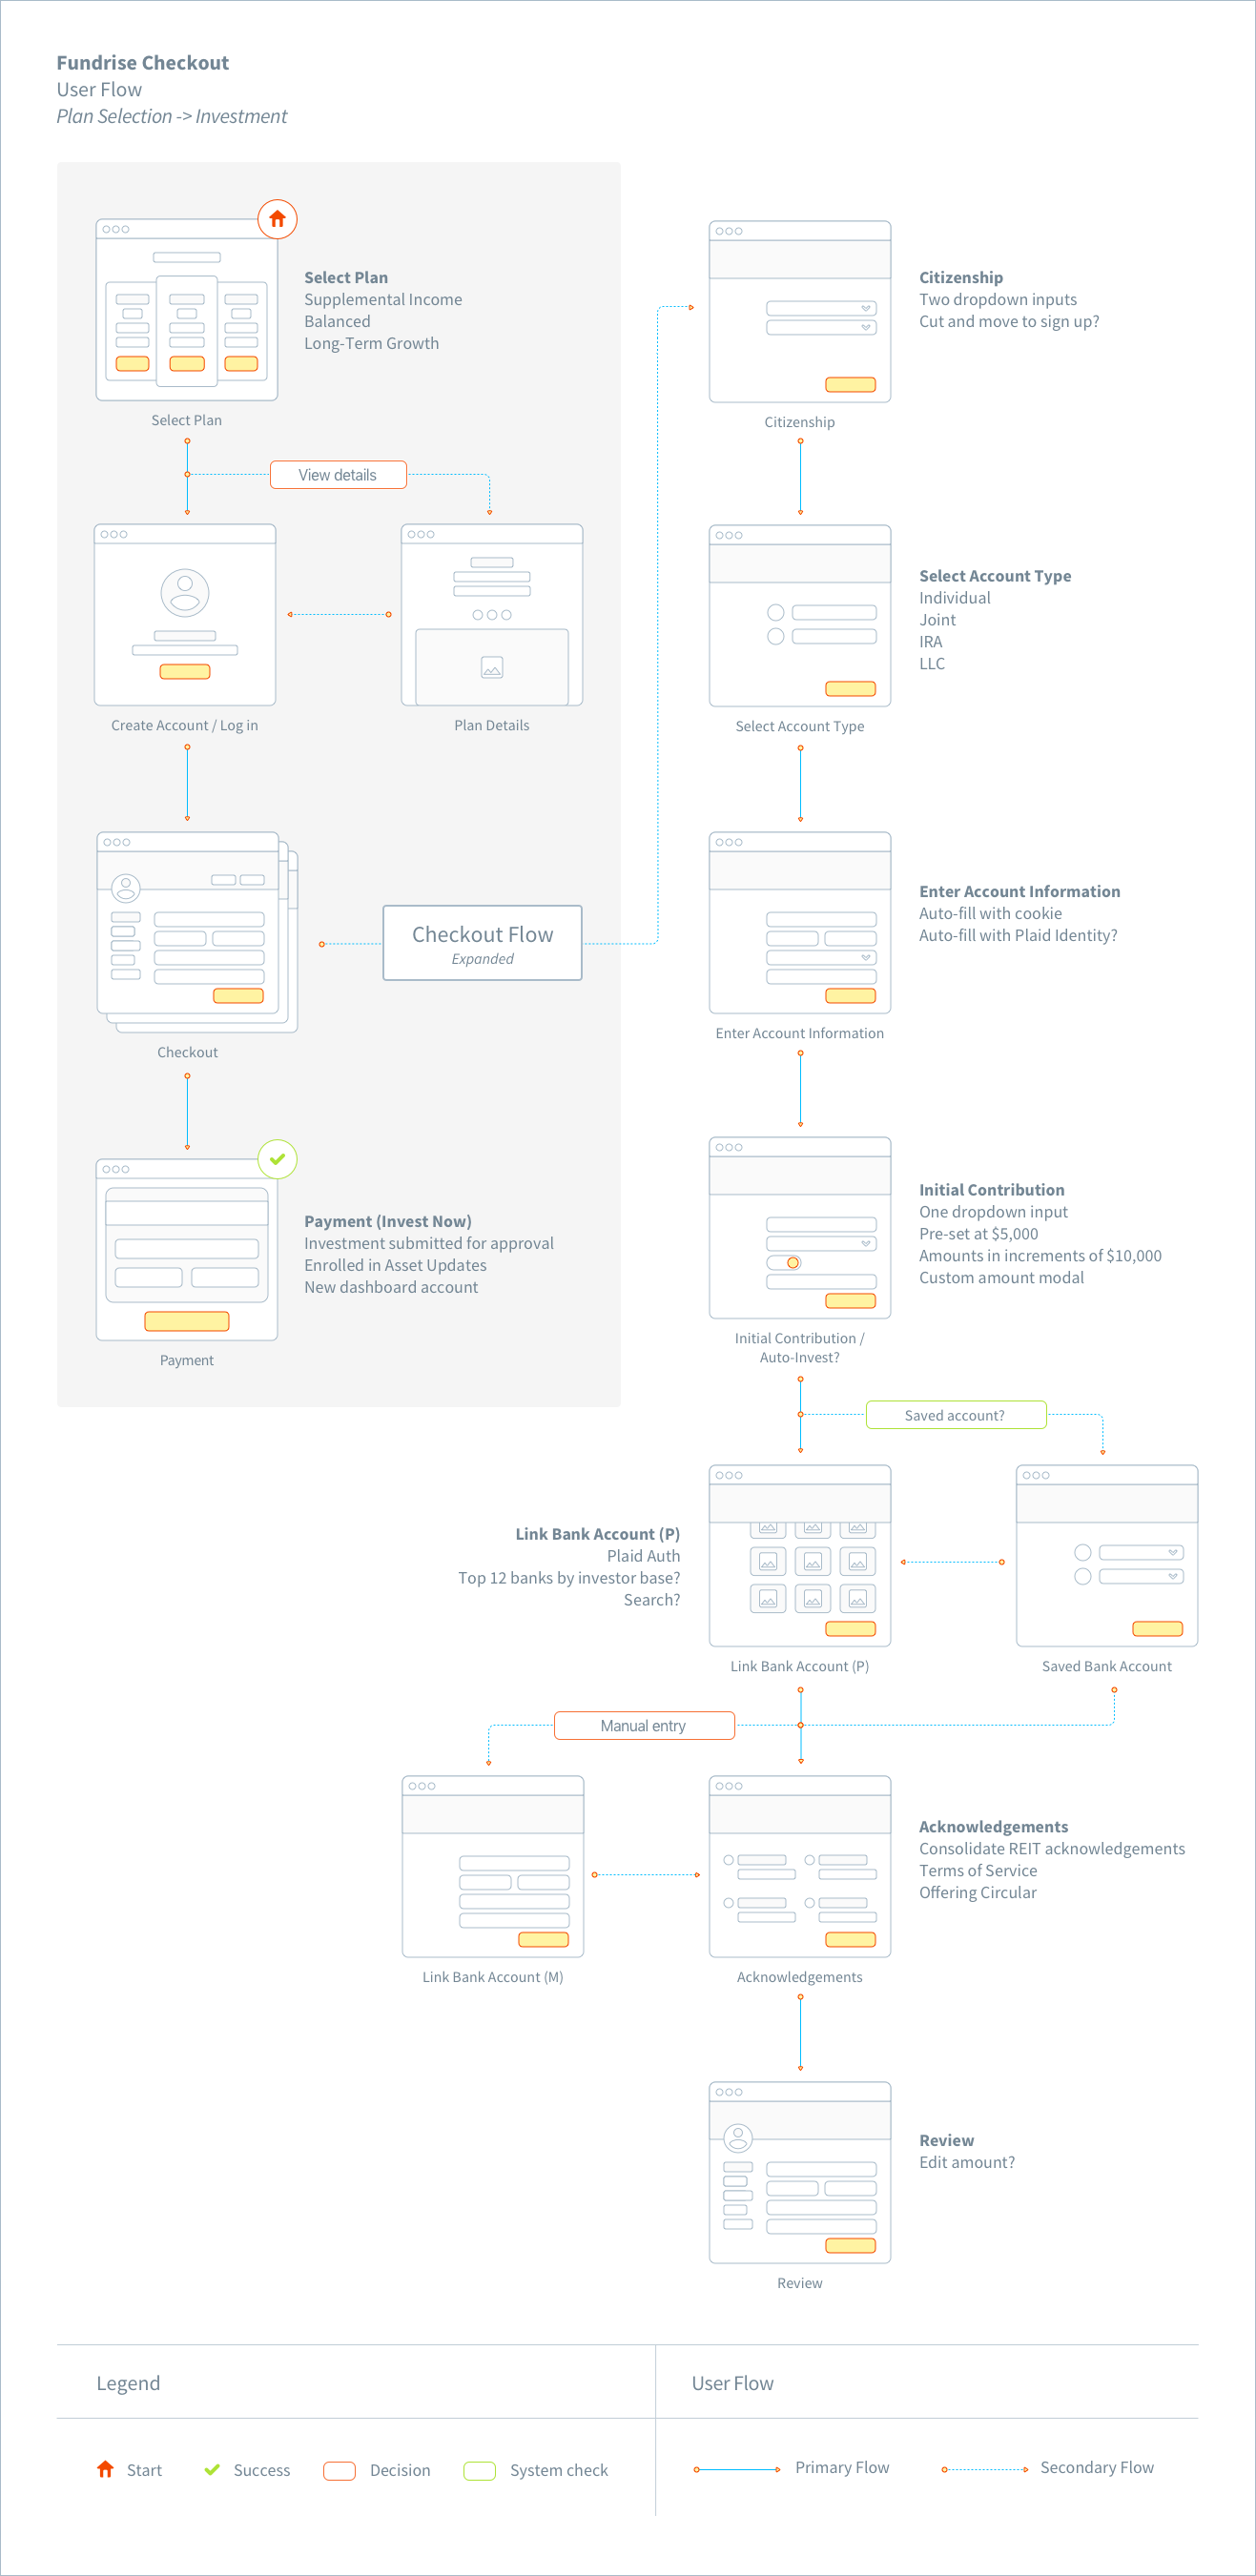 Fundrise Checkout
User Flow
Plan Selection -> Investment
Select Plan
Supplemental Income
Balanced
Long-Term Growth
Select Plan
View details
Create Account / Log in
Plan Details
Checkout Flow
Expanded
Checkout
Payment (Invest Now)
Investment submitted for approval
Enrolled in Asset Updates
New dashboard account
Payment
Citizenship
Two dropdown inputs
Cut and move to sign up?
Citizenship
Select Account Type
Individual
Joint
IRA
LLC
Select Account Type
Enter Account Information
Auto-fill with cookie
Auto-fill with Plaid Identity?
Enter Account Information
Initial Contribution
One dropdown input
Pre-set at $5,000
Amounts in increments of $10,000
Custom amount modal
Initial Contribution /
Auto-Invest?
Saved account?
Link Bank Account (P)
Plaid Auth
Top 12 banks by investor base?
Search?
Link Bank Account (P)
Saved Bank Account
Manual entry
Link Bank Account (M)
Acknowledgements
Consolidate REIT acknowledgements
Terms of Service
Offering Circular
Acknowledgements
Review
Edit amount?
Review
Legend
User Flow
Start
Success
Decision
System check
Primary Flow
Secondary Flow